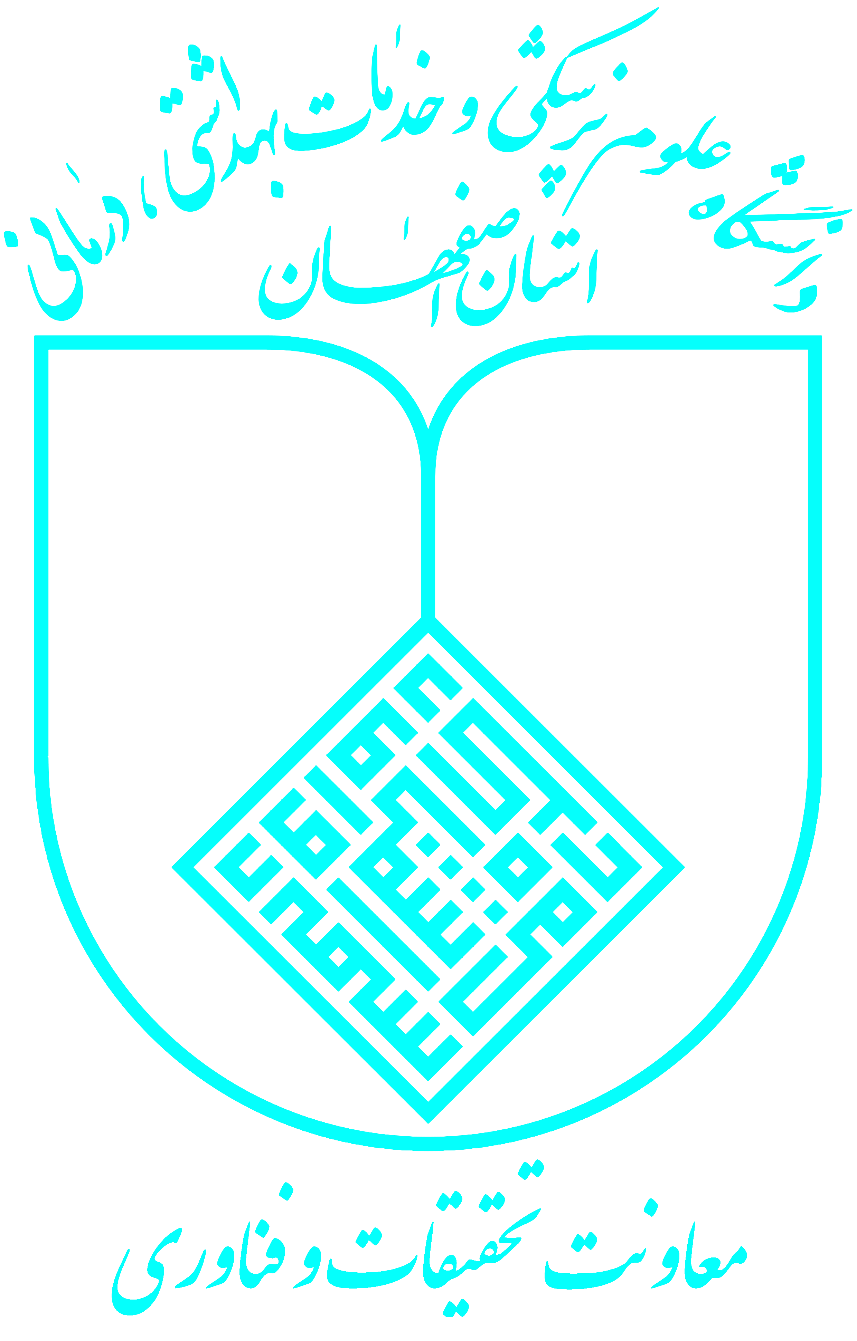 دانشگاه علوم پزشکی و خدمات بهداشتی، درمانی
استان اصفهان
معاونت تحقیقات و فناوری